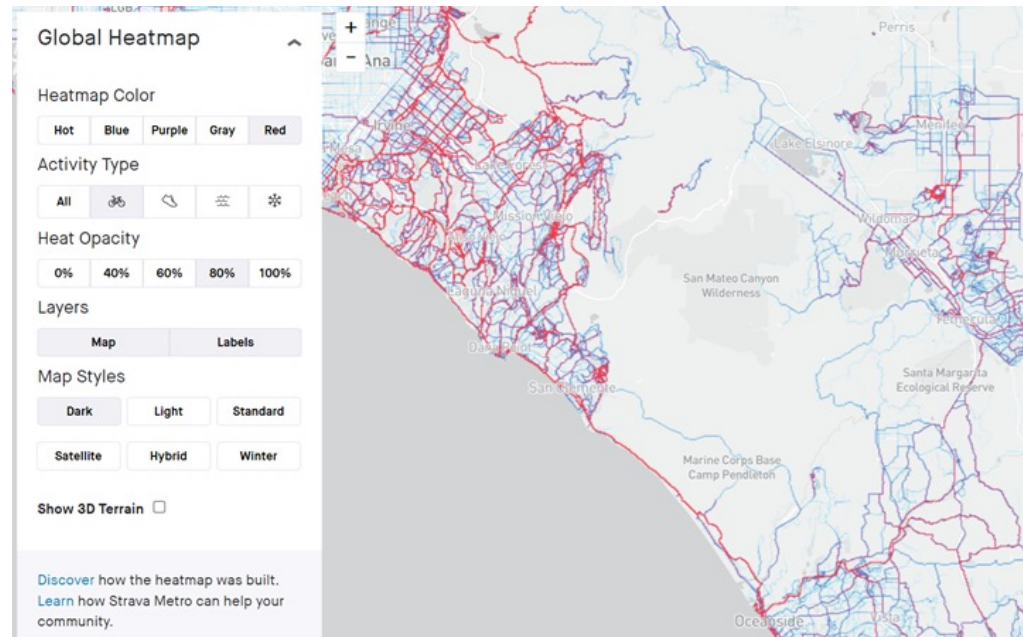 Global Heatmap
Heatmap Color
Hot Blue Purple Gray Red
Activity Type
All
Heat Opacity
0% 40% 60% 80% 100%
Layers
Map Labels
Map Styles
Dark Light Standard
Satellite Hybrid Winter
Show 3D Terrain
Discover how the heatmap was built.
Learn how Strava Metro can help your
community.
+
−
Perris
Ana
Irvine
Mesa
Lake Forest
Mission Viejo
Laguna Niguel
Dana Point
San Clemente
Menifee
Lake Elsinore
Wildomar
Murrieta
Temecula
San Mateo Canyon
Wilderness
Santa Margarita
Ecological Reserve
Marine Corps Base
Camp Pendleton
Oceanside
Vista